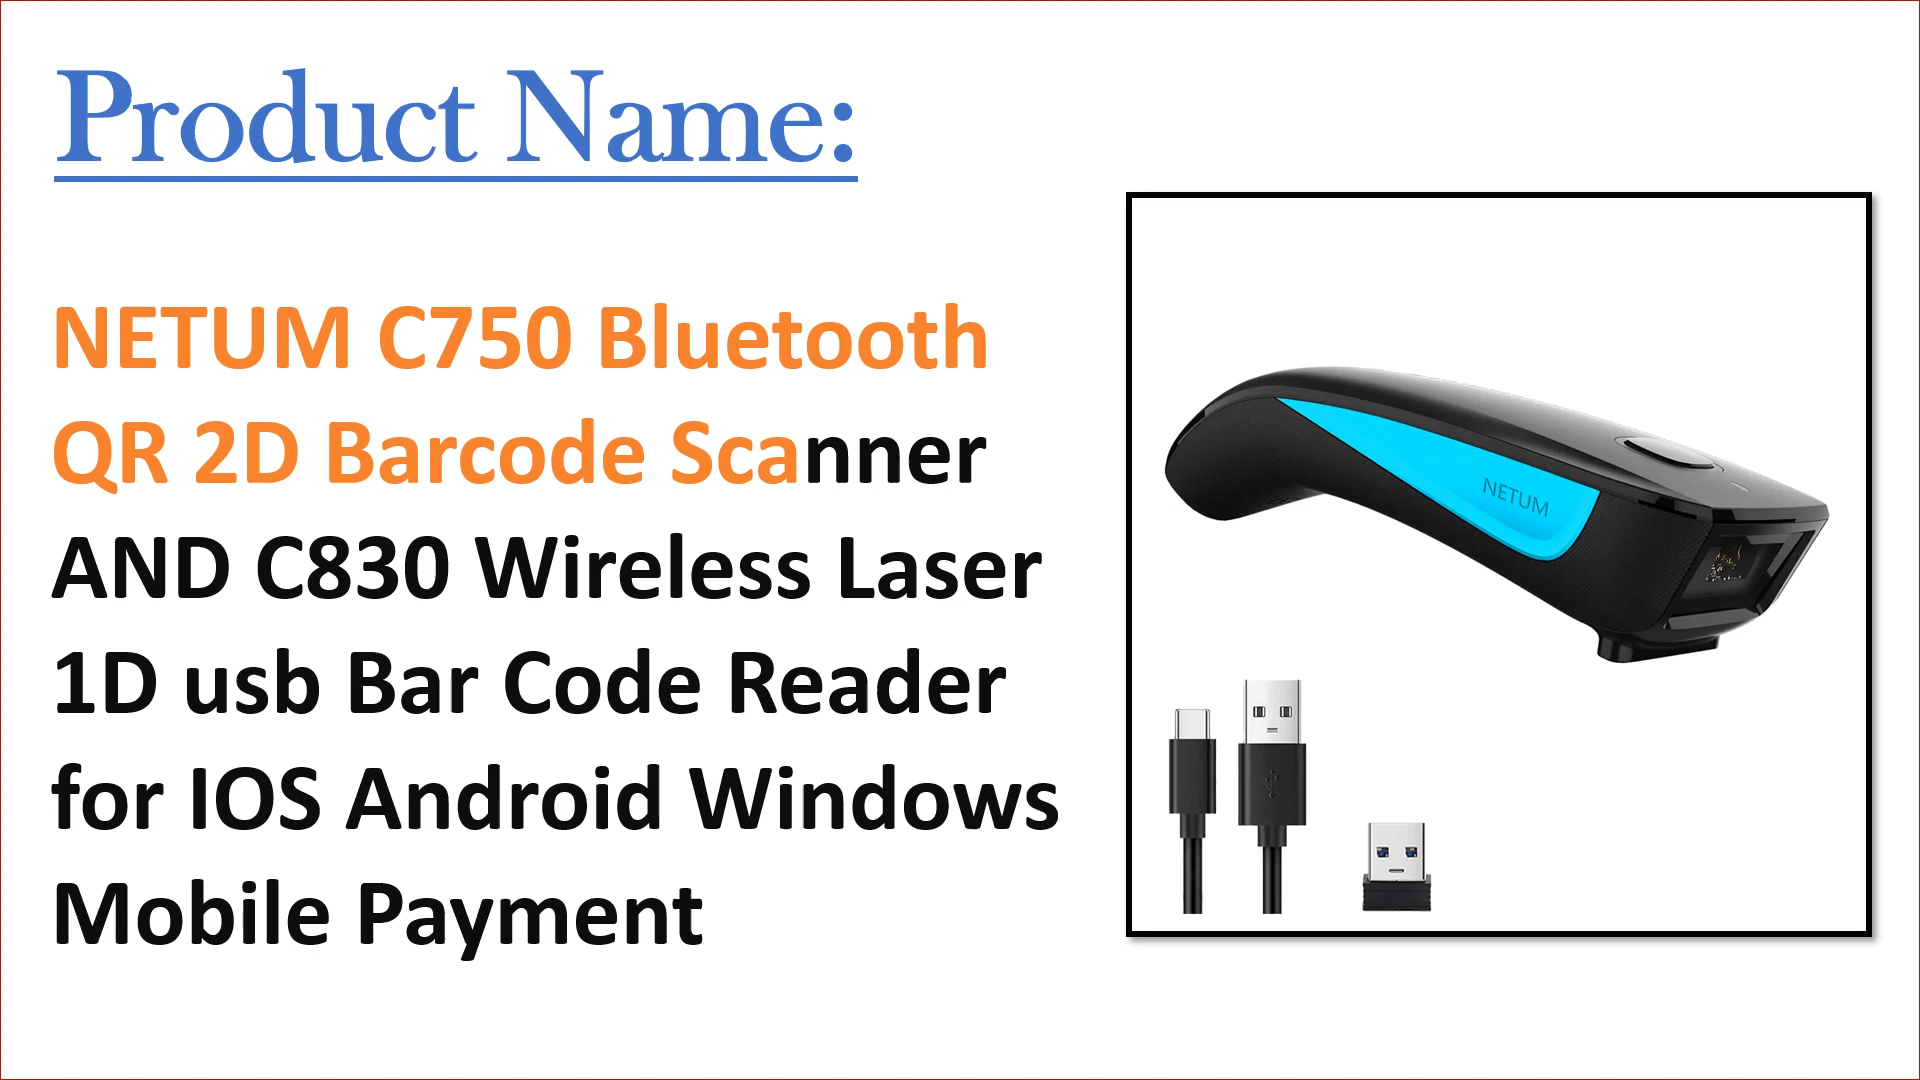 Product Name:
NETUM C750 Bluetooth
QR 2D Barcode Scanner
AND C830 Wireless Laser
1D usb Bar Code Reader
for IOS Android Windows
Mobile Payment
NETUM